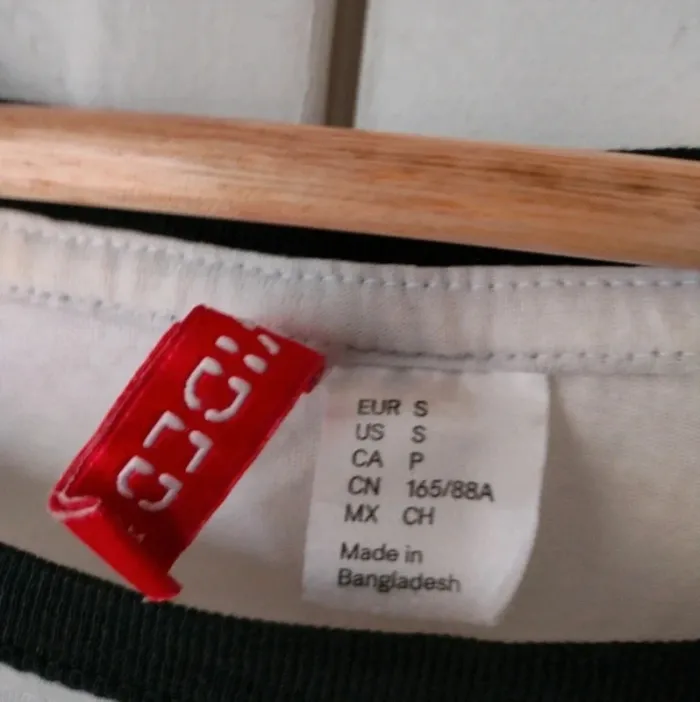 EUR S
US S
CA P
CN 165/88A
MX CH
Made in
Bangladesh